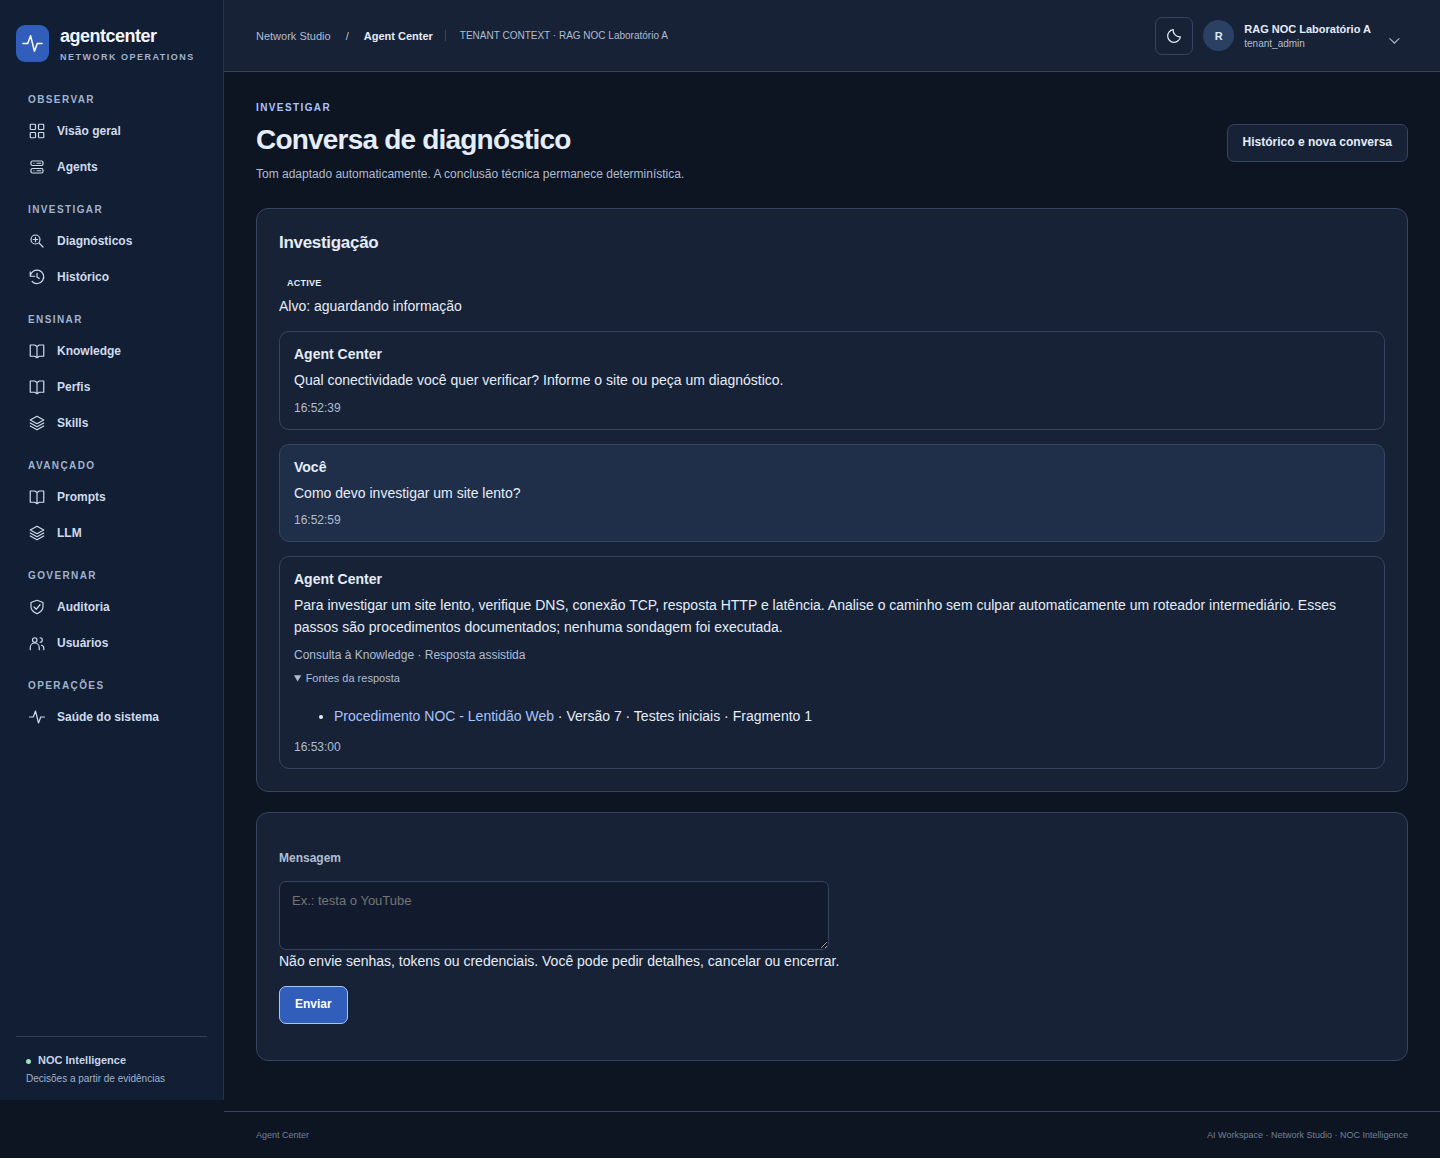 agentcenter
NETWORK OPERATIONS
OBSERVAR
Visão geral
Agents
INVESTIGAR
Diagnósticos
Histórico
ENSINAR
Knowledge
Perfis
Skills
AVANÇADO
Prompts
LLM
GOVERNAR
Auditoria
Usuários
OPERAÇÕES
Saúde do sistema
NOC Intelligence
Decisões a partir de evidências
Network Studio / Agent Center TENANT CONTEXT · RAG NOC Laboratório A
R
RAG NOC Laboratório A
tenant_admin
INVESTIGAR
Conversa de diagnóstico
Tom adaptado automaticamente. A conclusão técnica permanece determinística.
Histórico e nova conversa
Investigação
ACTIVE
Alvo: aguardando informação
Agent Center
Qual conectividade você quer verificar? Informe o site ou peça um diagnóstico.
16:52:39
Você
Como devo investigar um site lento?
16:52:59
Agent Center
Para investigar um site lento, verifique DNS, conexão TCP, resposta HTTP e latência. Analise o caminho sem culpar automaticamente um roteador intermediário. Esses
passos são procedimentos documentados; nenhuma sondagem foi executada.
Consulta à Knowledge · Resposta assistida
▼ Fontes da resposta
• Procedimento NOC - Lentidão Web · Versão 7 · Testes iniciais · Fragmento 1
16:53:00
Mensagem
Ex.: testa o YouTube
Não envie senhas, tokens ou credenciais. Você pode pedir detalhes, cancelar ou encerrar.
Enviar
Agent Center
AI Workspace · Network Studio · NOC Intelligence